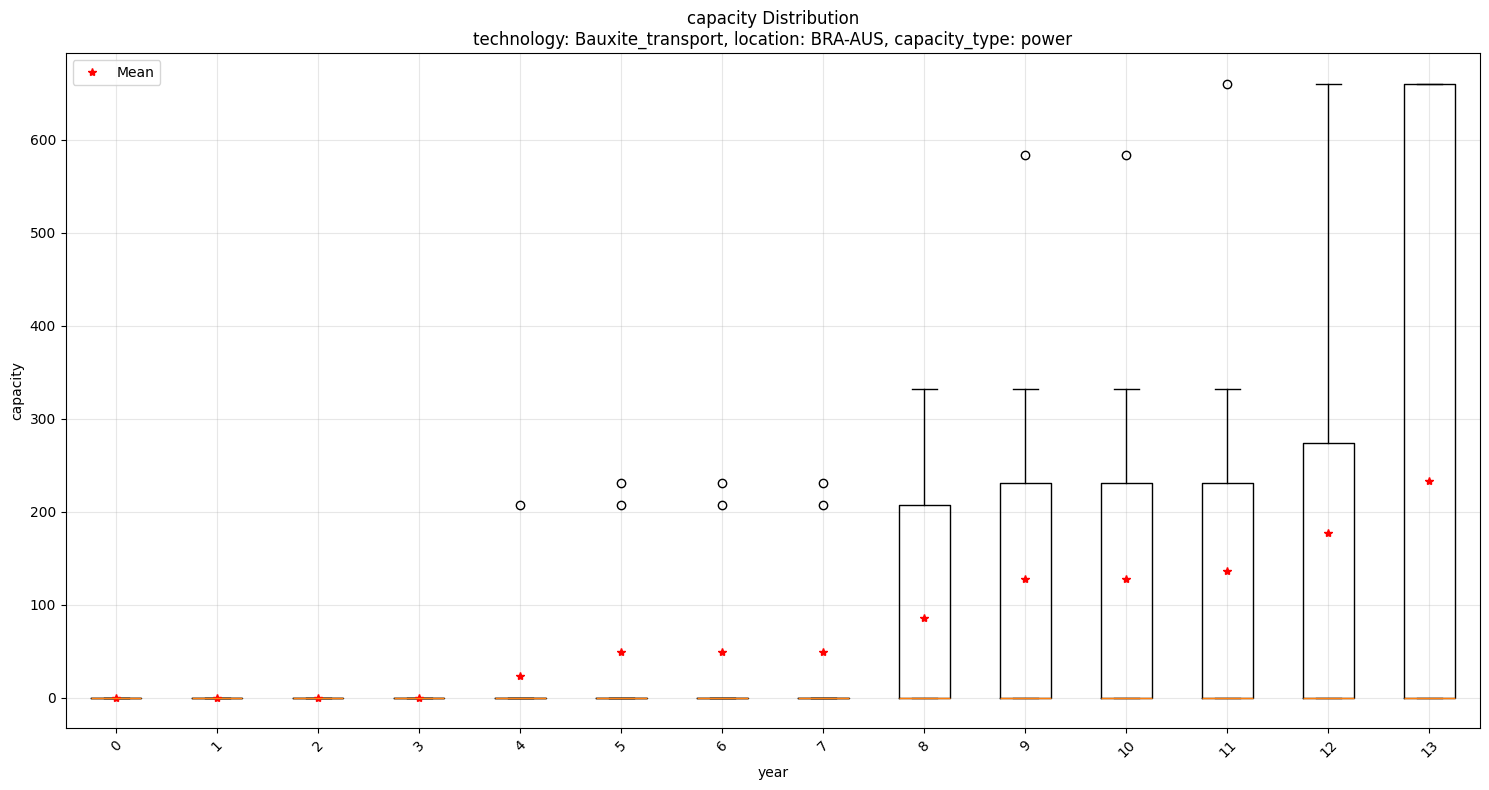 capacity Distribution
technology: Bauxite_transport, location: BRA-AUS, capacity_type: power
Mean
600
500
400
300
200
100
0
capacity
0 1 2 3 4 5 6 7 8 9 10 11 12 13
year